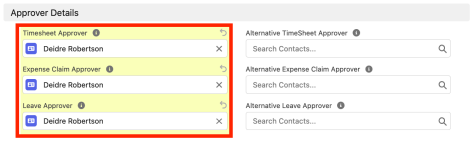 Approver Details
Timesheet Approver
Alternative TimeSheet Approver
Deidre Robertson
Search Contacts...
Expense Claim Approver
Alternative Expense Claim Approver
Deidre Robertson
Search Contacts...
Leave Approver
Alternative Leave Approver
Deidre Robertson
Search Contacts...